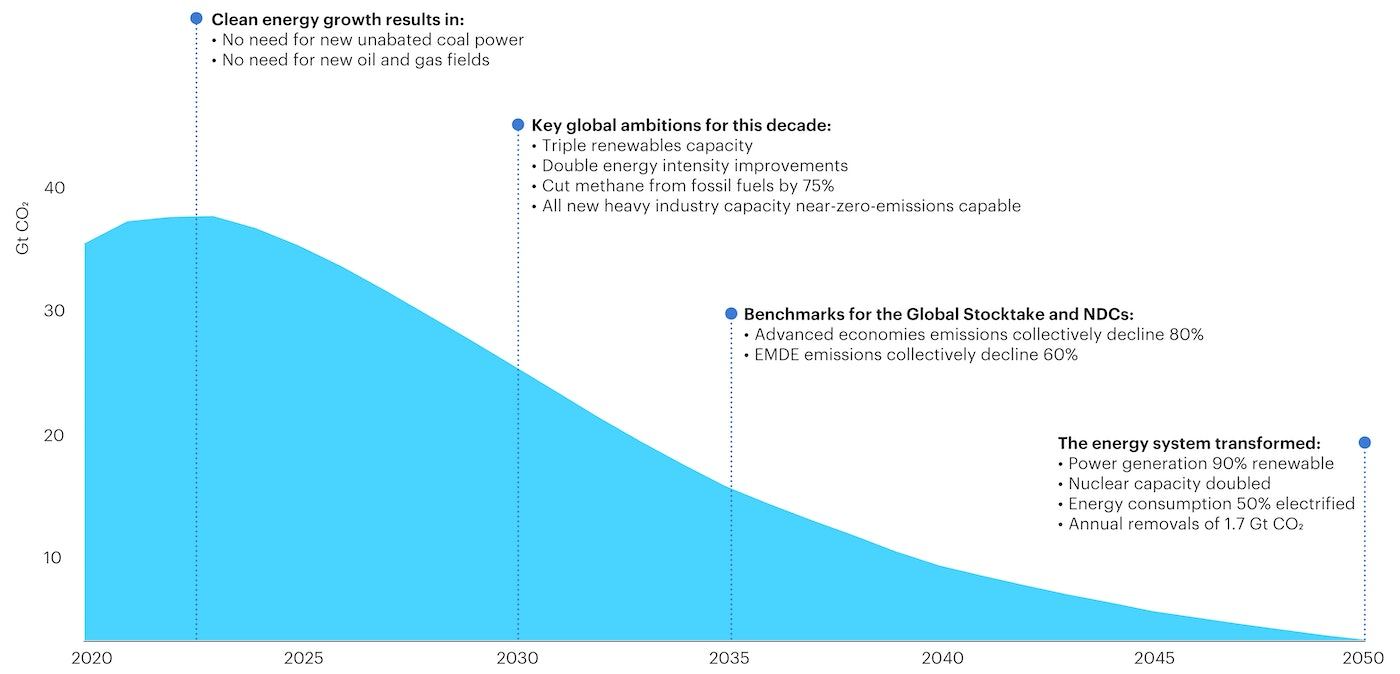 Clean energy growth results in:
• No need for new unabated coal power
• No need for new oil and gas fields
Key global ambitions for this decade:
• Triple renewables capacity
• Double energy intensity improvements
• Cut methane from fossil fuels by 75%
• All new heavy industry capacity near-zero-emissions capable
40
Gt CO₂
30
Benchmarks for the Global Stocktake and NDCs:
• Advanced economies emissions collectively decline 80%
• EMDE emissions collectively decline 60%
20
The energy system transformed:
• Power generation 90% renewable
• Nuclear capacity doubled
• Energy consumption 50% electrified
• Annual removals of 1.7 Gt CO₂
10
2020 2025 2030 2035 2040 2045 2050